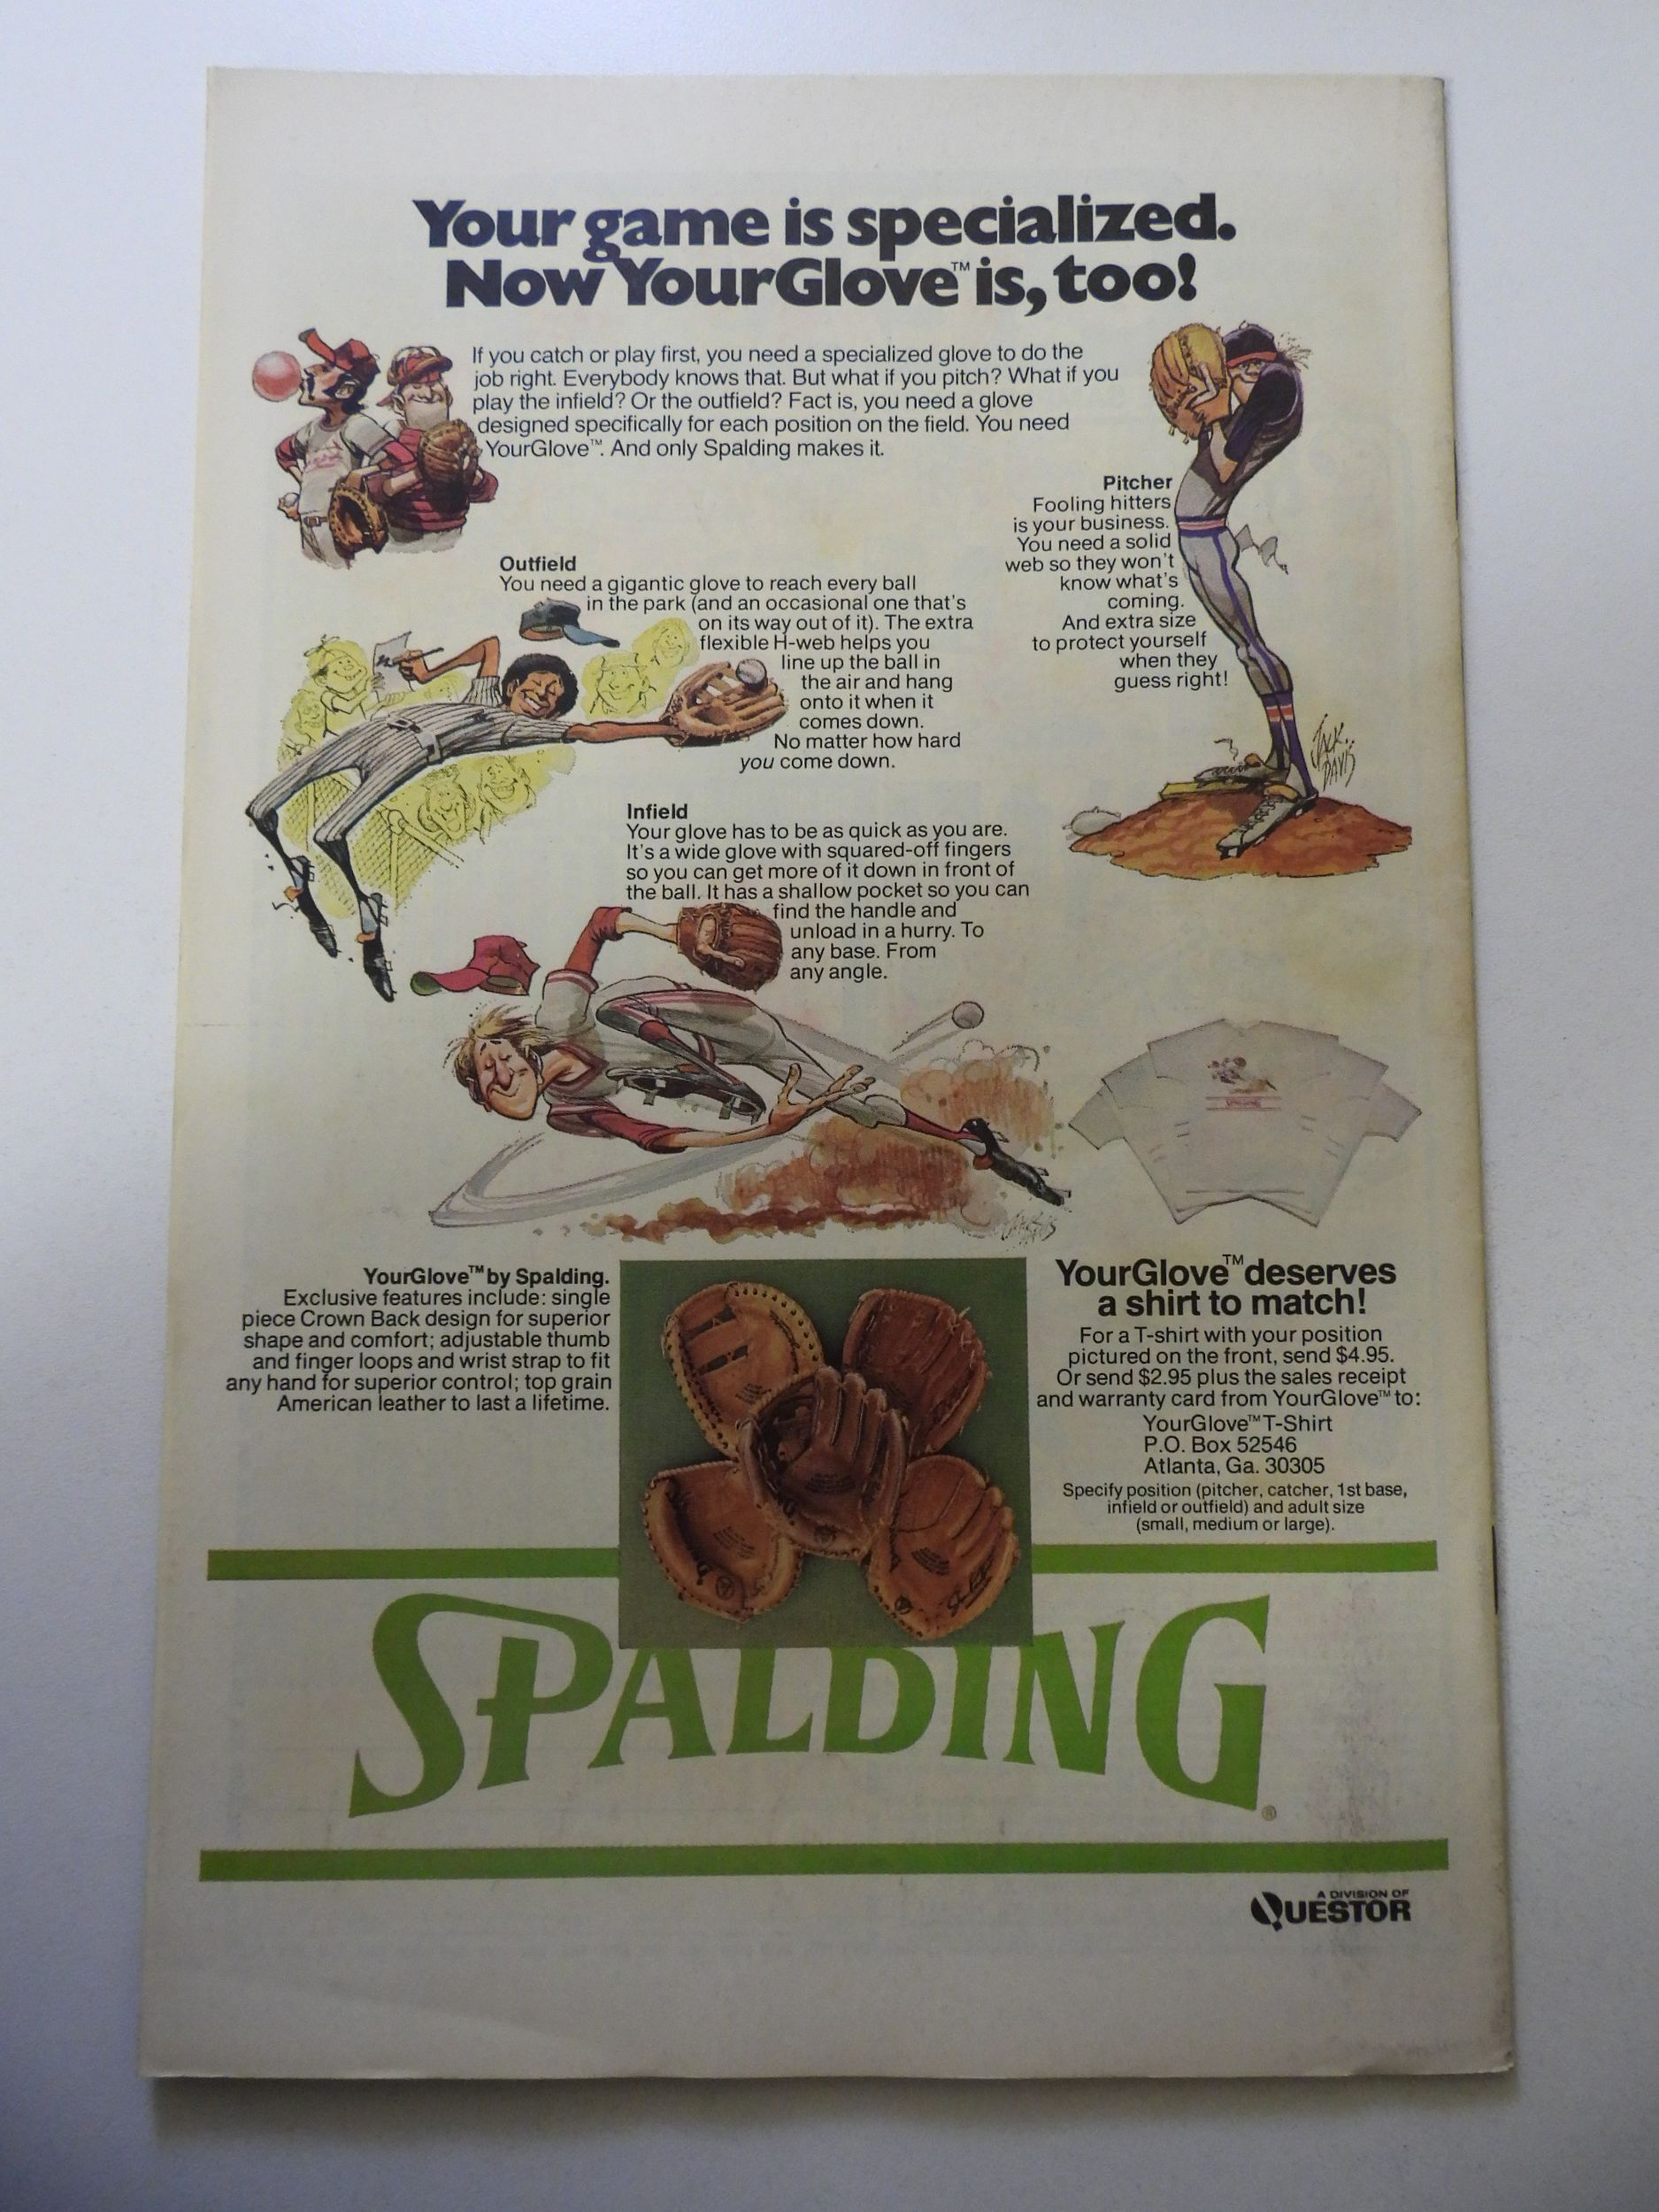 Your game is specialized.
Now YourGlove™ is, too!
If you catch or play first, you need a specialized glove to do the
job right. Everybody knows that. But what if you pitch? What if you
play the infield? Or the outfield? Fact is, you need a glove
designed specifically for each position on the field. You need
YourGlove™. And only Spalding makes it.
Pitcher
Fooling hitters
is your business.
You need a solid
web so they won't
know what's
coming.
And extra size
to protect yourself
when they
guess right!
JACK
DAVIS
Outfield
You need a gigantic glove to reach every ball
in the park (and an occasional one that's
on its way out of it). The extra
flexible H-web helps you
line up the ball in
the air and hang
onto it when it
comes down.
No matter how hard
you come down.
Infield
Your glove has to be as quick as you are.
It's a wide glove with squared-off fingers
so you can get more of it down in front of
the ball. It has a shallow pocket so you can
find the handle and
unload in a hurry. To
any base. From
any angle.
SPALDING
YourGlove™ by Spalding.
Exclusive features include: single
piece Crown Back design for superior
shape and comfort; adjustable thumb
and finger loops and wrist strap to fit
any hand for superior control; top grain
American leather to last a lifetime.
YourGlove™ deserves
a shirt to match!
For a T-shirt with your position
pictured on the front, send $4.95.
Or send $2.95 plus the sales receipt
and warranty card from YourGlove™ to:
YourGlove™ T-Shirt
P.O. Box 52546
Atlanta, Ga. 30305
Specify position (pitcher, catcher, 1st base,
infield or outfield) and adult size
(small, medium or large).
SPALDING®
A DIVISION OF
QUESTOR